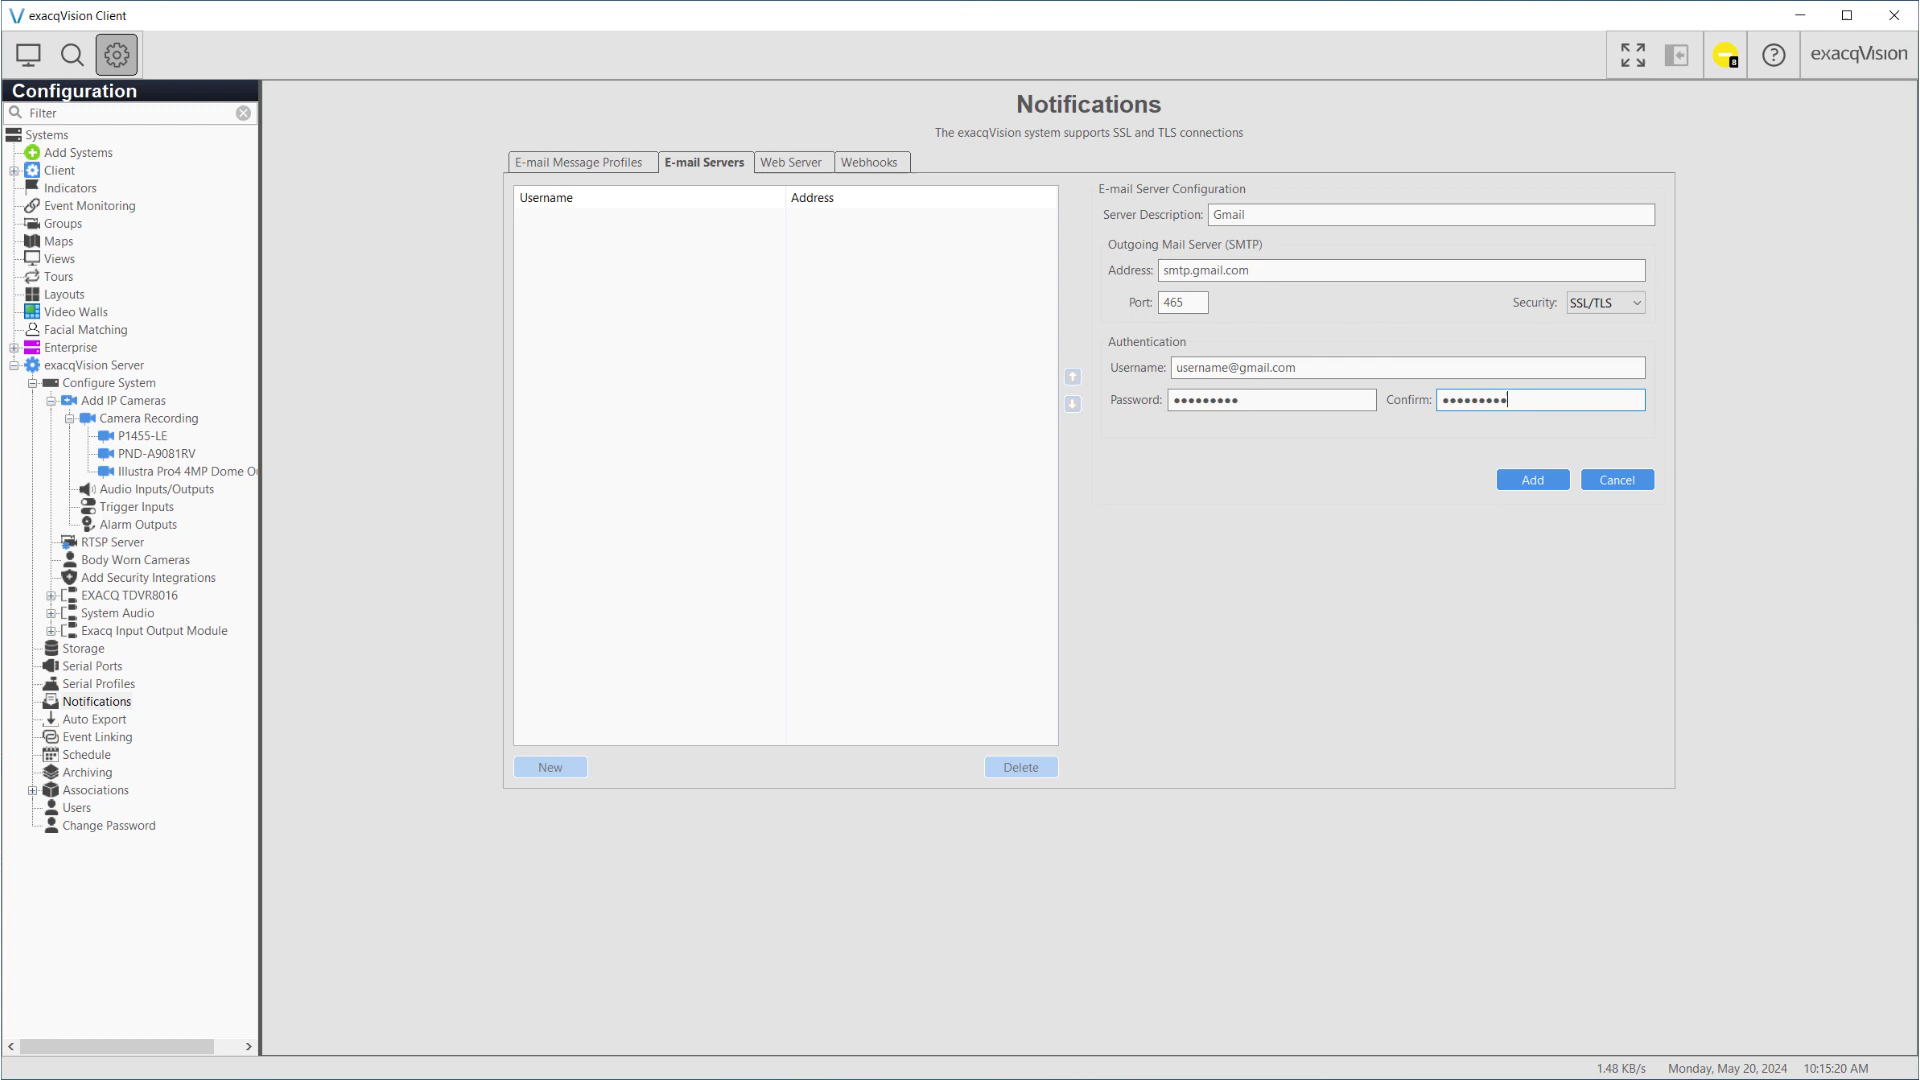 exacqVision Client
8
exacqVision
Configuration
Filter
Systems
Add Systems
Client
Indicators
Event Monitoring
Groups
Maps
Views
Tours
Layouts
Video Walls
Facial Matching
Enterprise
exacqVision Server
Configure System
Add IP Cameras
Camera Recording
P1455-LE
PND-A9081RV
Illustra Pro4 4MP Dome O
Audio Inputs/Outputs
Trigger Inputs
Alarm Outputs
RTSP Server
Body Worn Cameras
Add Security Integrations
EXACQ TDVR8016
System Audio
Exacq Input Output Module
Storage
Serial Ports
Serial Profiles
Notifications
Auto Export
Event Linking
Schedule
Archiving
Associations
Users
Change Password
Notifications
The exacqVision system supports SSL and TLS connections
E-mail Message Profiles E-mail Servers Web Server Webhooks
Username Address
New Delete
E-mail Server Configuration
Server Description: Gmail
Outgoing Mail Server (SMTP)
Address: smtp.gmail.com
Port: 465 Security: SSL/TLS
Authentication
Username: username@gmail.com
Password: ●●●●●●●●● Confirm: ●●●●●●●●●
Add Cancel
1.48 KB/s Monday, May 20, 2024 10:15:20 AM